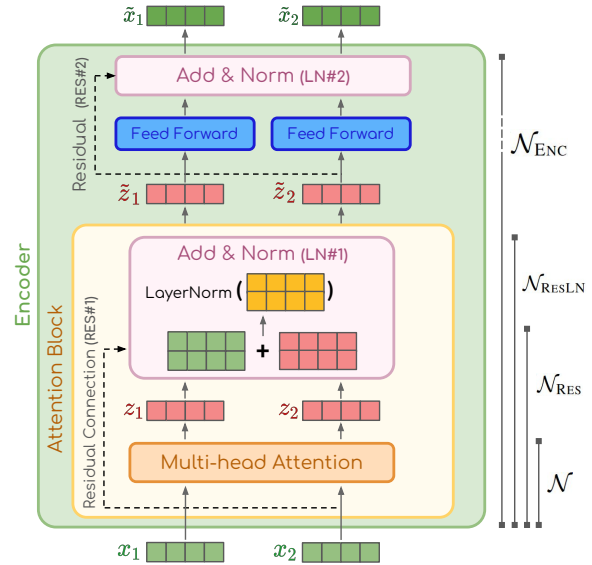 x̃₁ x̃₂
Add & Norm (LN#2)
Residual (RES#2)
Feed Forward Feed Forward
z̃₁ z̃₂
𝒩ENC
Encoder
Attention Block
Add & Norm (LN#1)
LayerNorm ( )
+
𝒩RESLN
Residual Connection (RES#1)
z₁ z₂
𝒩RES
Multi-head Attention
𝒩
x₁ x₂